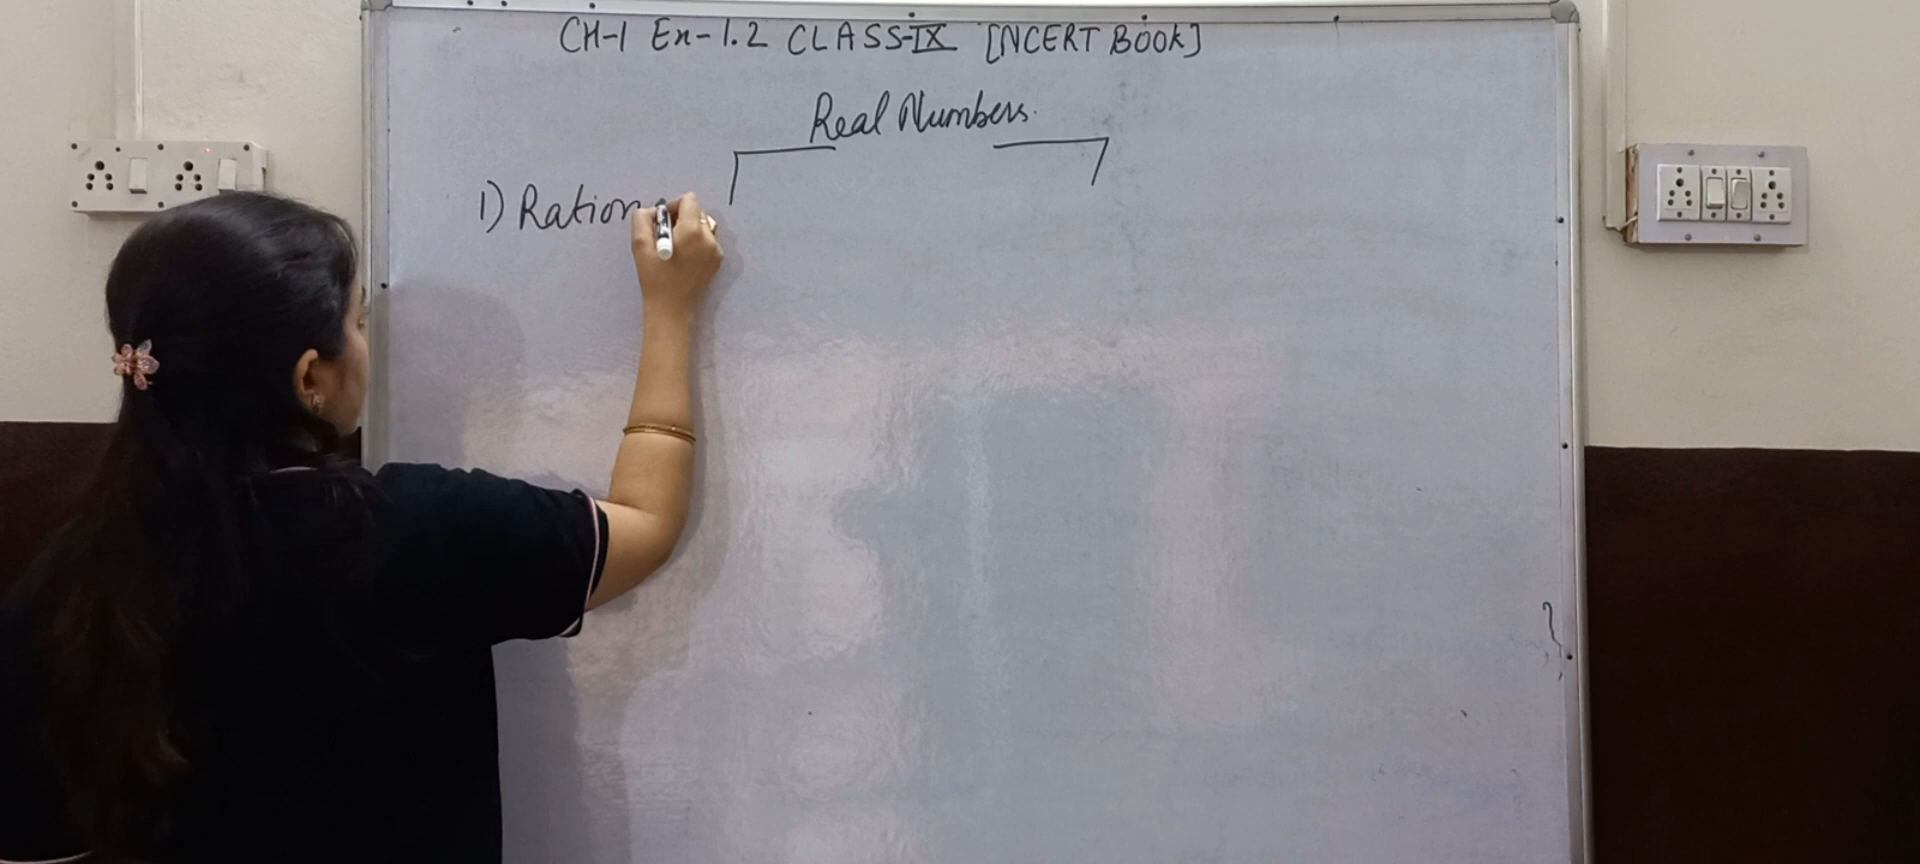 CH-1 Ex-1.2 CLASS-IX [NCERT BOOK]
Real Numbers.
1) Ration